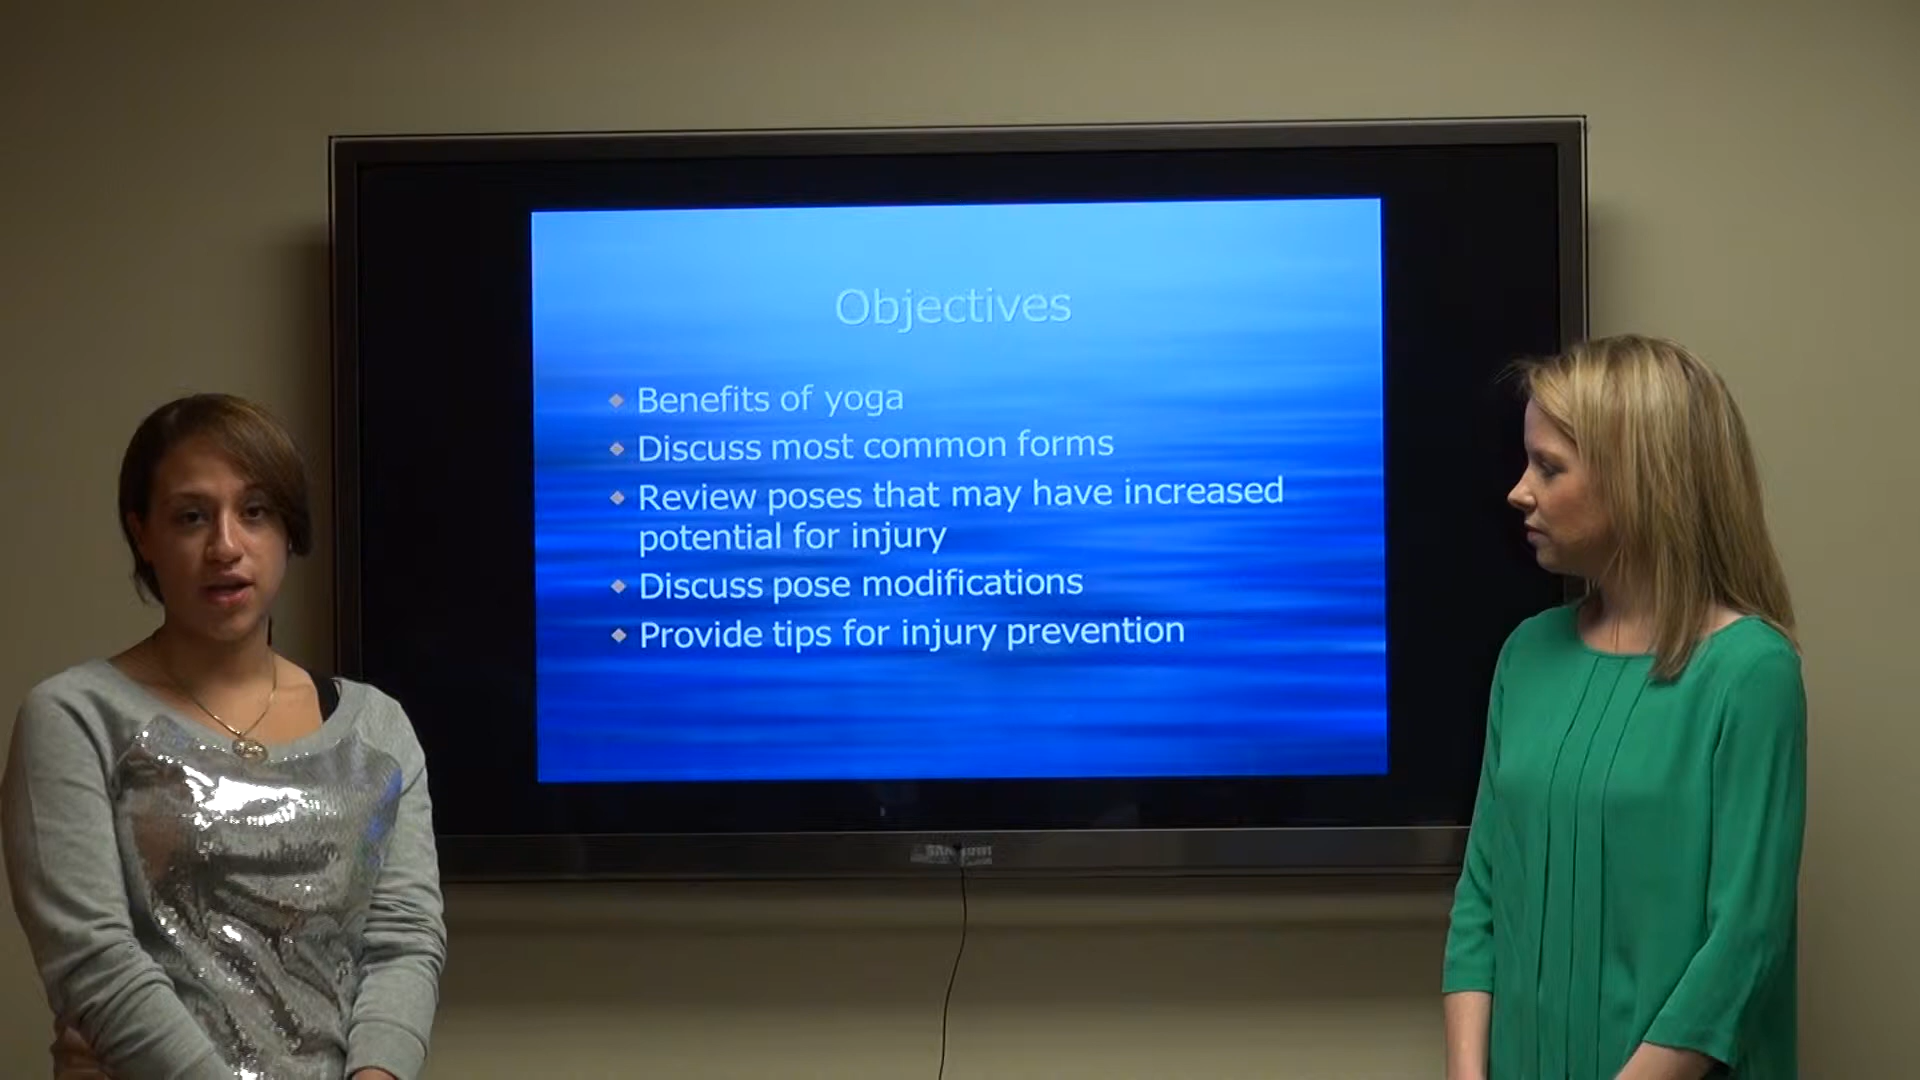 Objectives
Benefits of yoga
Discuss most common forms
Review poses that may have increased
potential for injury
Discuss pose modifications
Provide tips for injury prevention